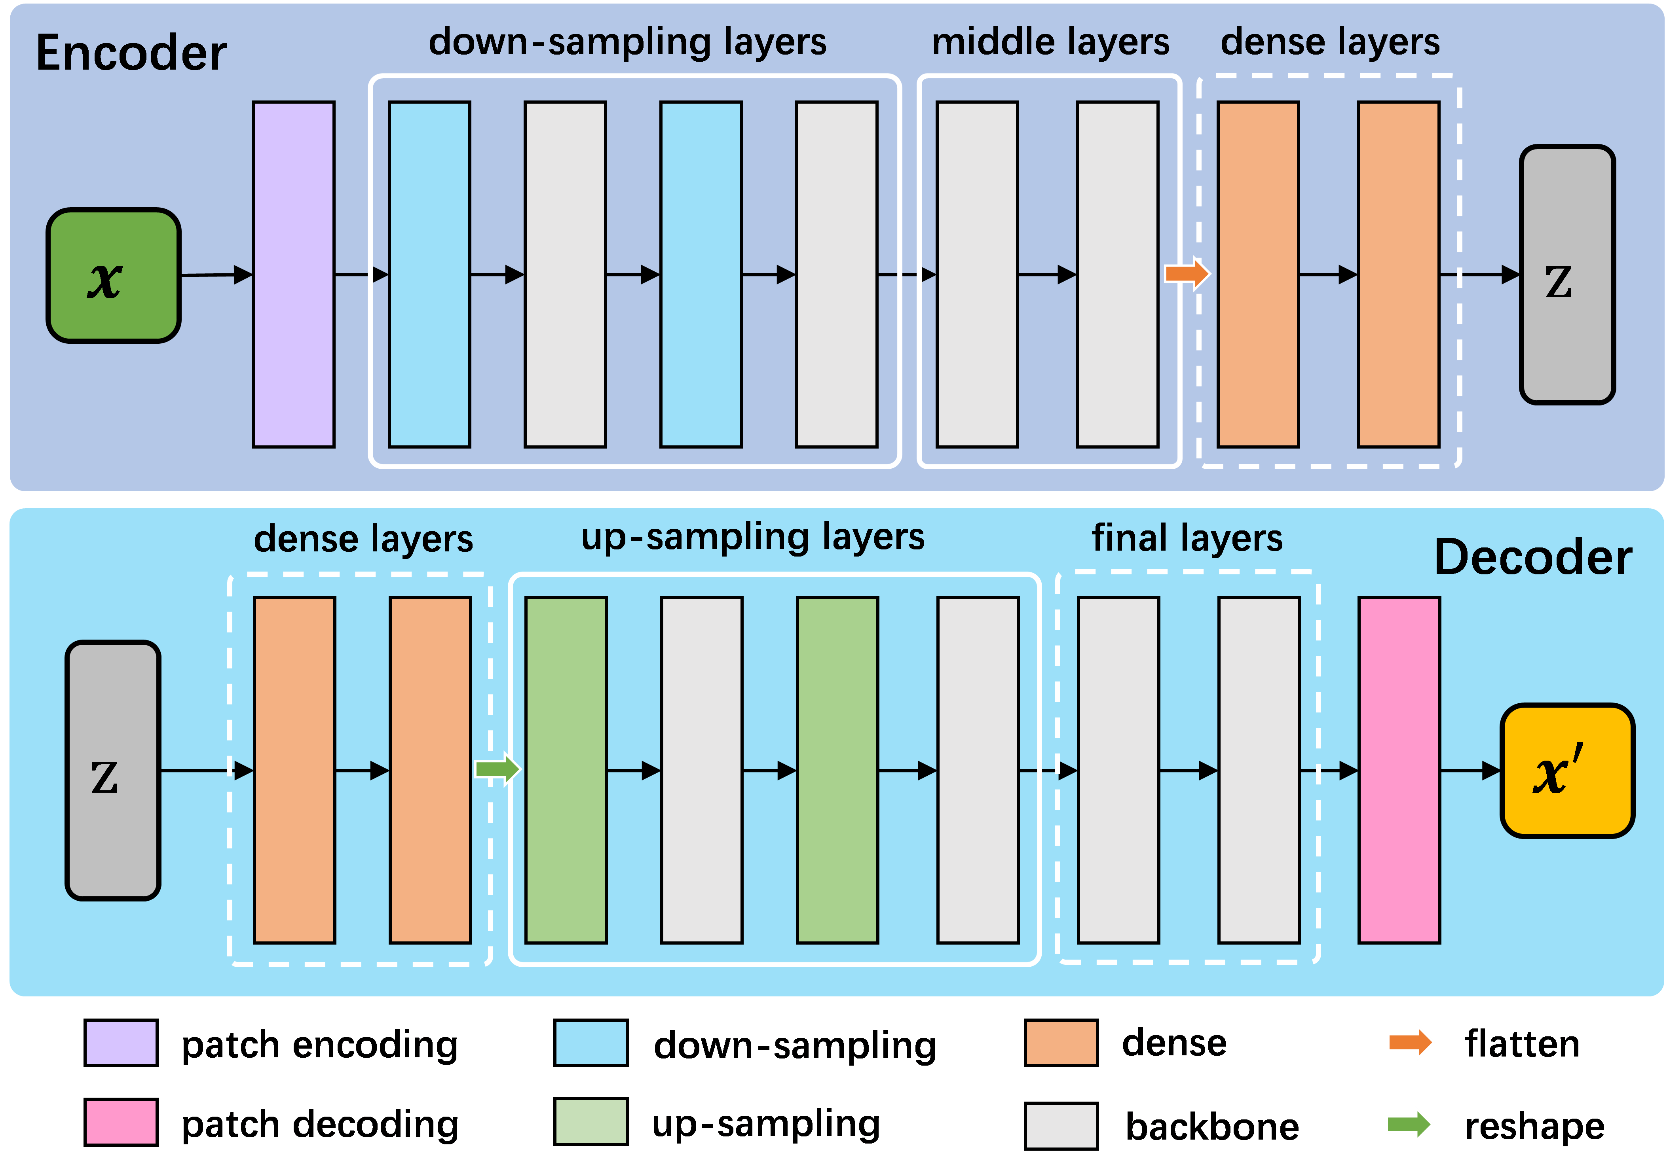 Encoder
down-sampling layers
middle layers
dense layers
x
z
dense layers
up-sampling layers
final layers
Decoder
z
x′
patch encoding
down-sampling
dense
flatten
patch decoding
up-sampling
backbone
reshape